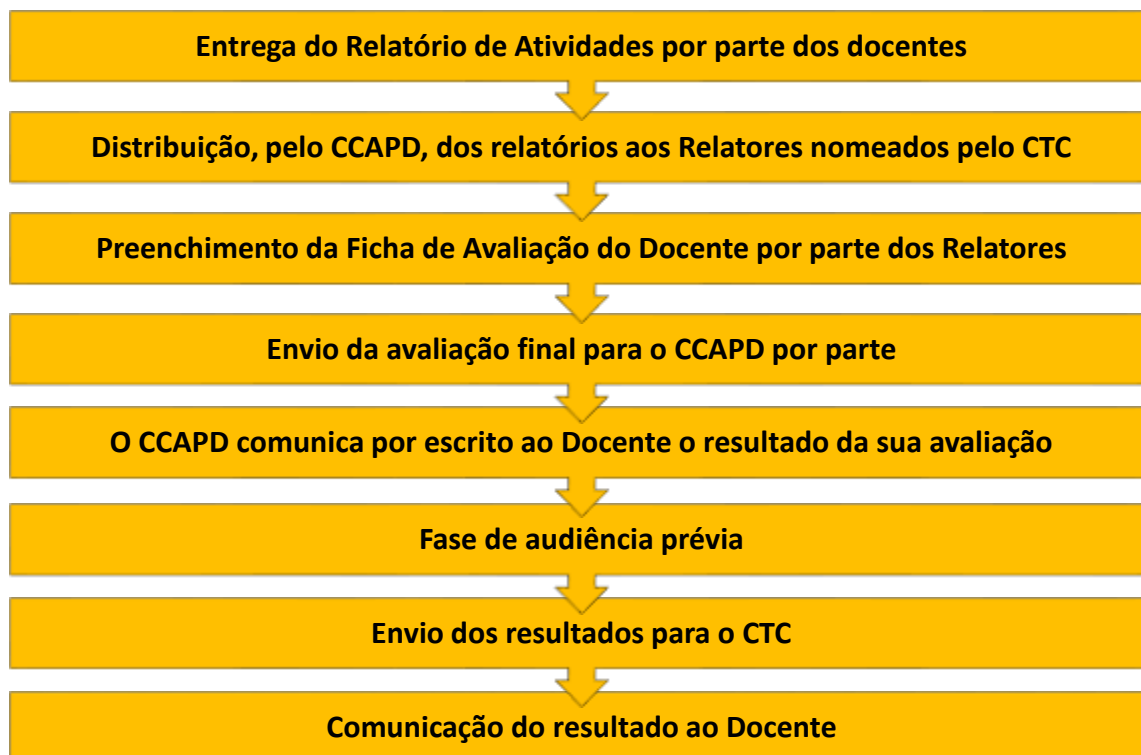 Entrega do Relatório de Atividades por parte dos docentes
Distribuição, pelo CCAPD, dos relatórios aos Relatores nomeados pelo CTC
Preenchimento da Ficha de Avaliação do Docente por parte dos Relatores
Envio da avaliação final para o CCAPD por parte
O CCAPD comunica por escrito ao Docente o resultado da sua avaliação
Fase de audiência prévia
Envio dos resultados para o CTC
Comunicação do resultado ao Docente